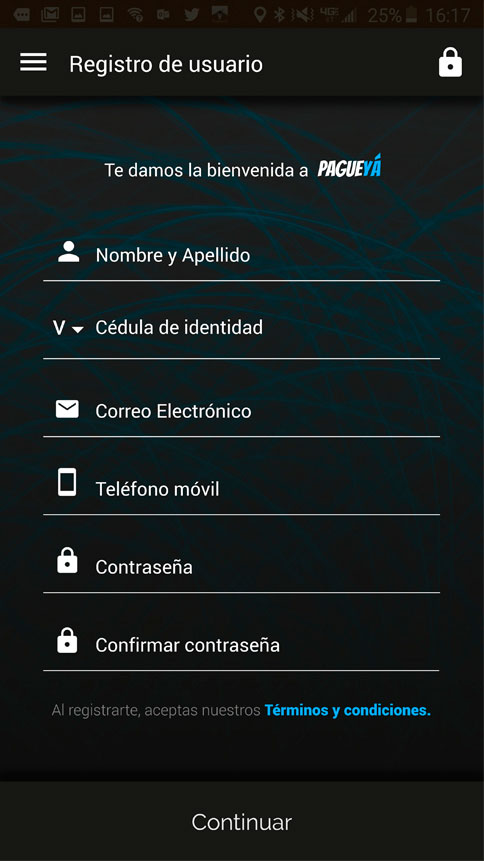 4G 25% 16:17
Registro de usuario
Te damos la bienvenida a PAGUEYÁ
Nombre y Apellido
V Cédula de identidad
Correo Electrónico
Teléfono móvil
Contraseña
Confirmar contraseña
Al registrarte, aceptas nuestros Términos y condiciones.
Continuar